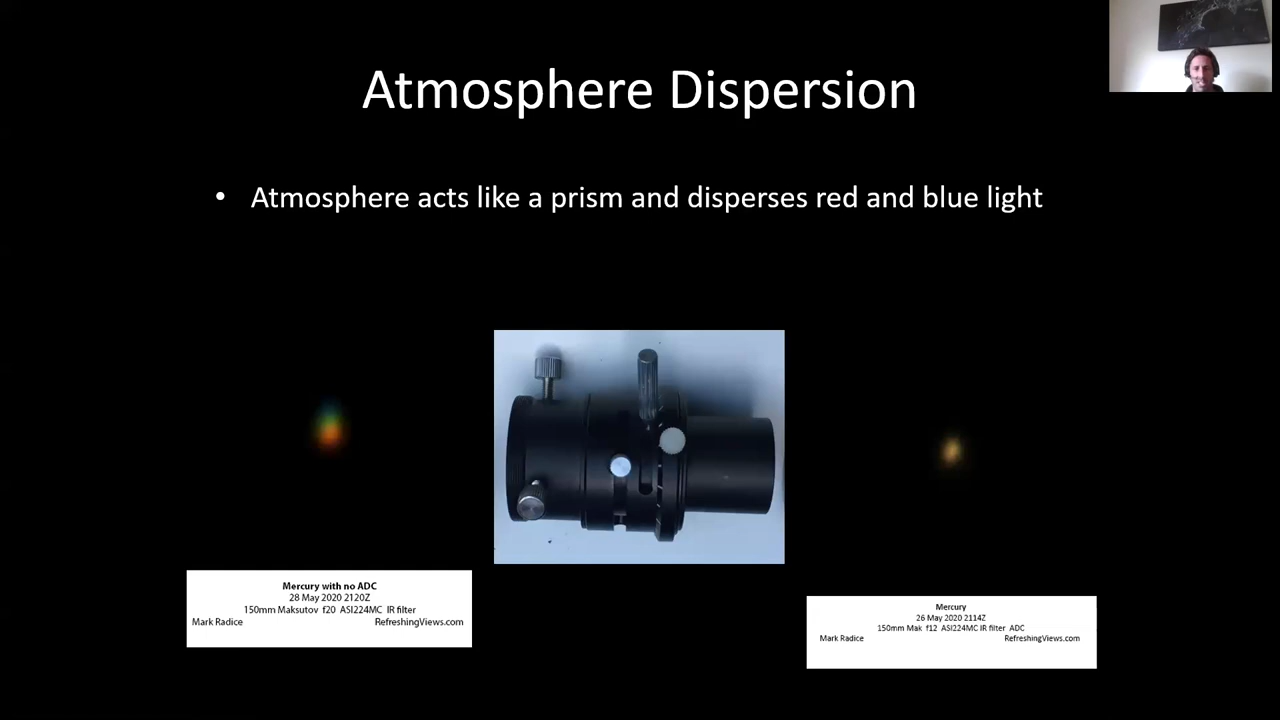 Atmosphere Dispersion
• Atmosphere acts like a prism and disperses red and blue light
Mercury with no ADC
28 May 2020 2120Z
150mm Maksutov f20 ASI224MC IR filter
Mark Radice RefreshingViews.com
Mercury
26 May 2020 2114Z
150mm Mak f12 ASI224MC IR filter ADC
Mark Radice RefreshingViews.com